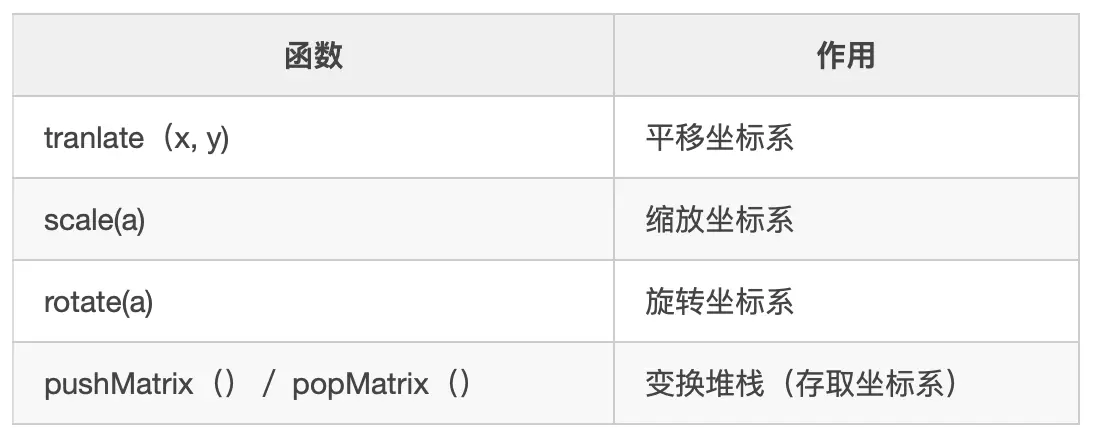 函数 作用
tranlate（x, y) 平移坐标系
scale(a) 缩放坐标系
rotate(a) 旋转坐标系
pushMatrix（） / popMatrix（） 变换堆栈（存取坐标系）